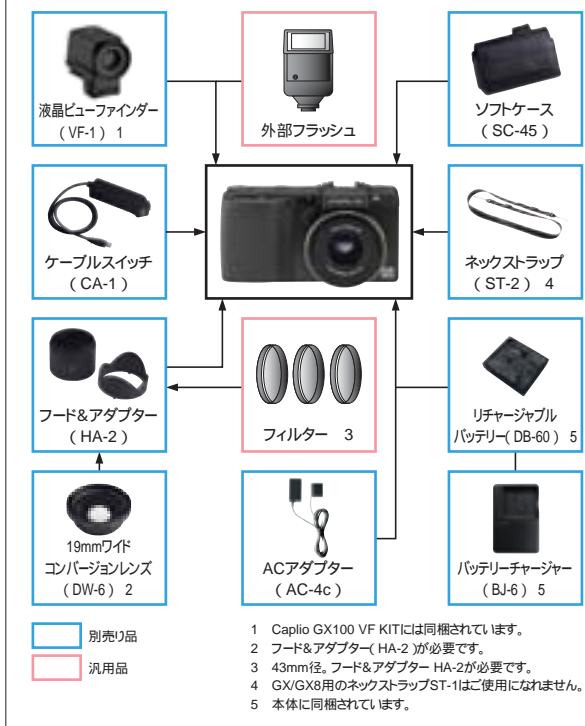 液晶ビューファインダー
（VF-1） 1
外部フラッシュ
ソフトケース
（SC-45）
ケーブルスイッチ
（CA-1）
ネックストラップ
（ST-2） 4
フード&アダプター
（HA-2）
フィルター 3
リチャージャブル
バッテリー（DB-60） 5
19mmワイド
コンバージョンレンズ
（DW-6） 2
ACアダプター
（AC-4c）
バッテリーチャージャー
（BJ-6） 5
別売り品
汎用品
1 Caplio GX100 VF KITには同梱されています。
2 フード&アダプター（HA-2）が必要です。
3 43mm径。フード&アダプター HA-2が必要です。
4 GX/GX8用のネックストラップST-1はご使用になれません。
5 本体に同梱されています。